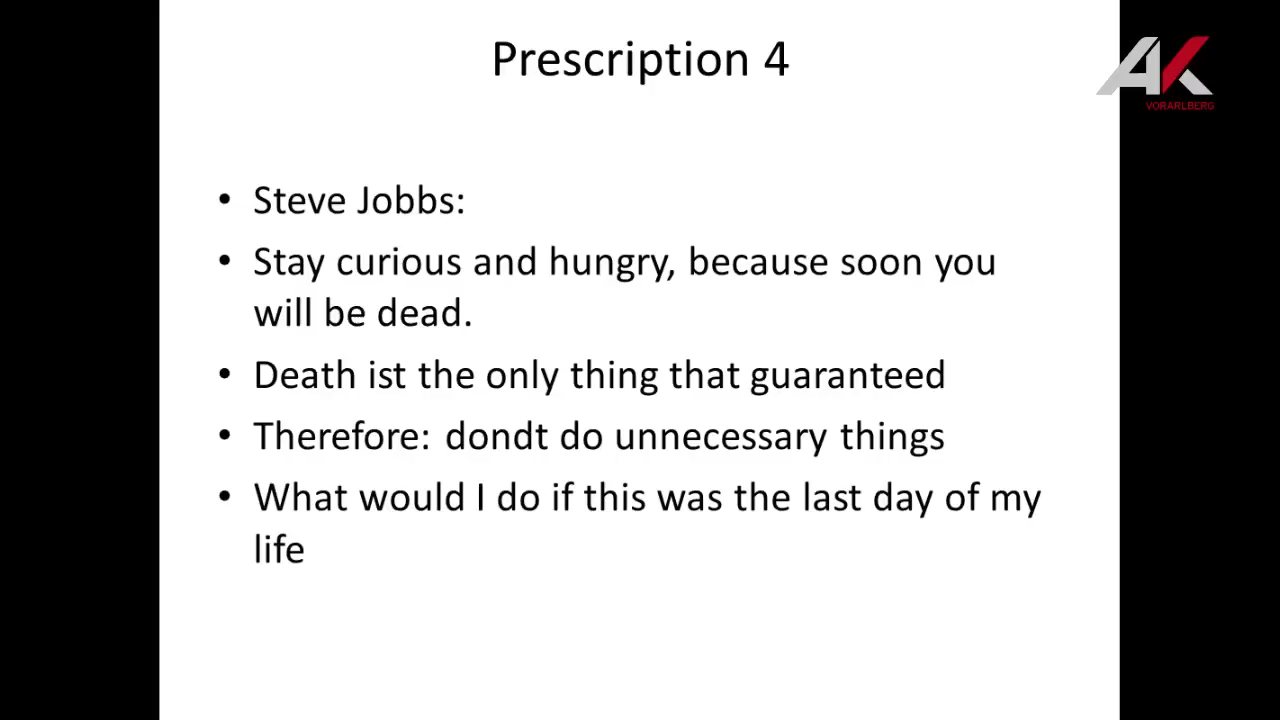 Prescription 4
AK
VORARLBERG
• Steve Jobbs:
• Stay curious and hungry, because soon you
will be dead.
• Death ist the only thing that guaranteed
• Therefore: dondt do unnecessary things
• What would I do if this was the last day of my
life